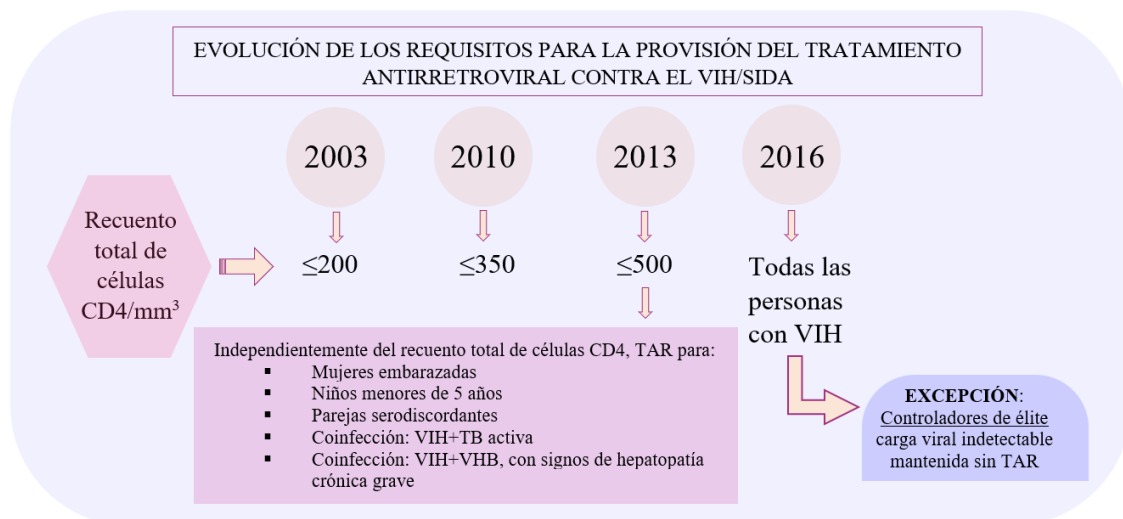 EVOLUCIÓN DE LOS REQUISITOS PARA LA PROVISIÓN DEL TRATAMIENTO
ANTIRRETROVIRAL CONTRA EL VIH/SIDA
2003
2010
2013
2016
Recuento
total de
células
CD4/mm³
≤200
≤350
≤500
Todas las
personas
con VIH
Independientemente del recuento total de células CD4, TAR para:
▪ Mujeres embarazadas
▪ Niños menores de 5 años
▪ Parejas serodiscordantes
▪ Coinfección: VIH+TB activa
▪ Coinfección: VIH+VHB, con signos de hepatopatía
crónica grave
EXCEPCIÓN:
Controladores de élite
carga viral indetectable
mantenida sin TAR